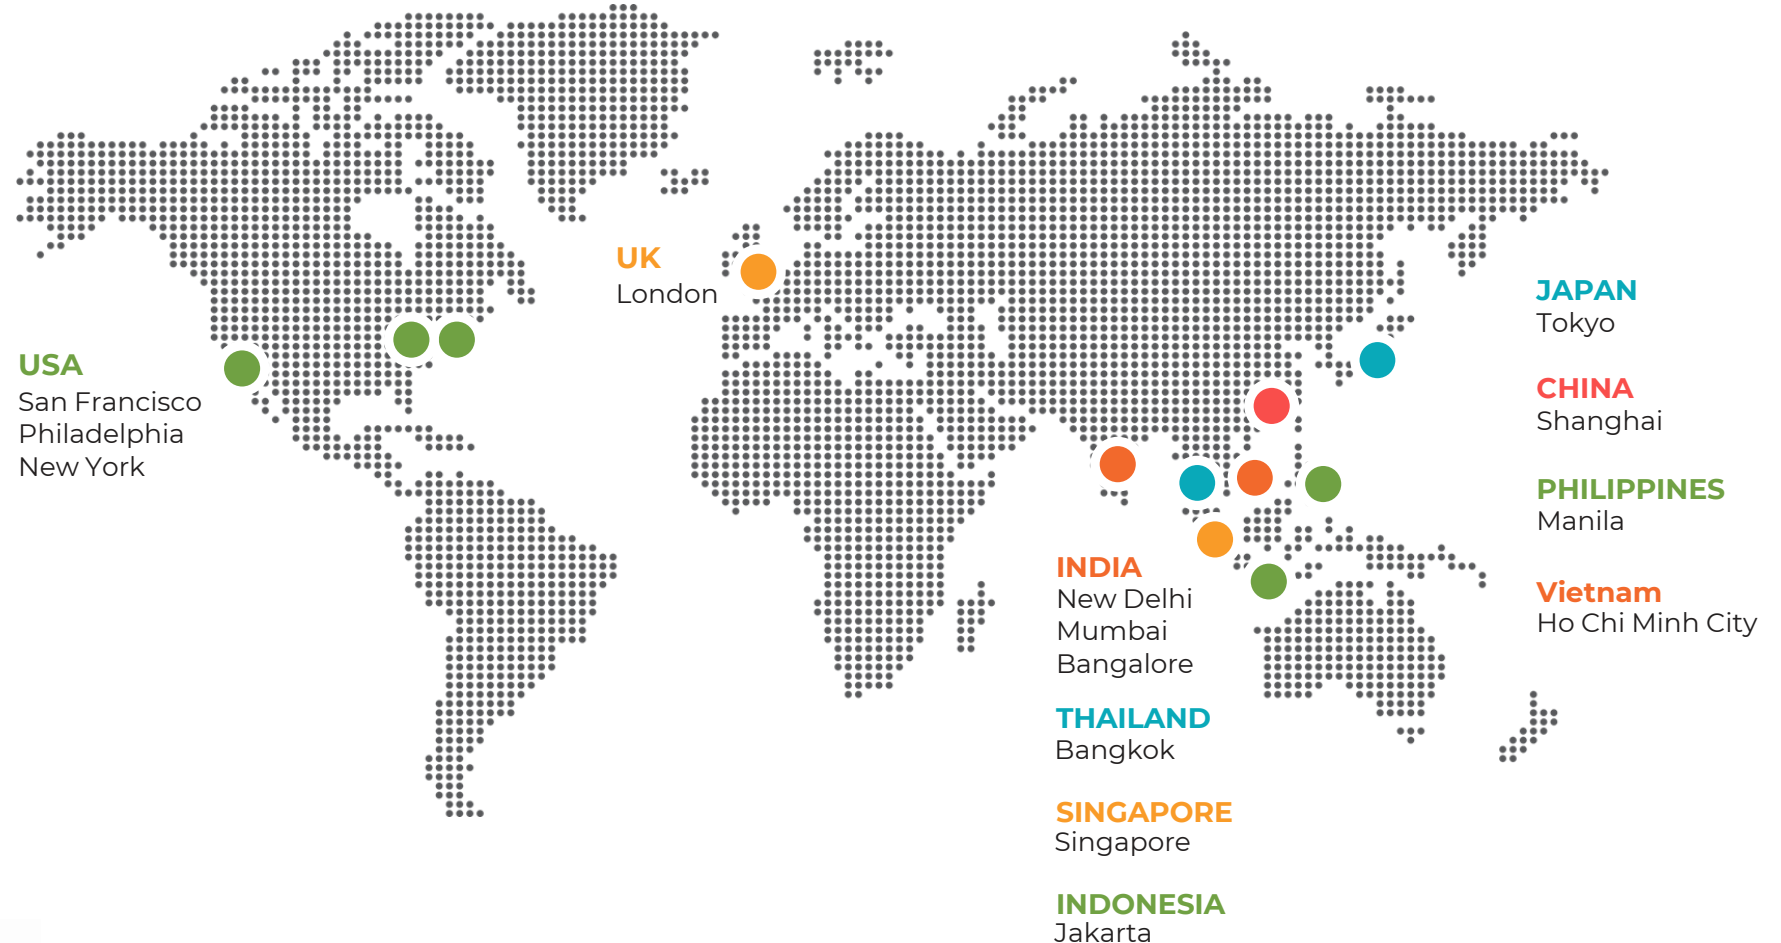 USA
San Francisco
Philadelphia
New York
UK
London
INDIA
New Delhi
Mumbai
Bangalore
THAILAND
Bangkok
SINGAPORE
Singapore
INDONESIA
Jakarta
JAPAN
Tokyo
CHINA
Shanghai
PHILIPPINES
Manila
Vietnam
Ho Chi Minh City